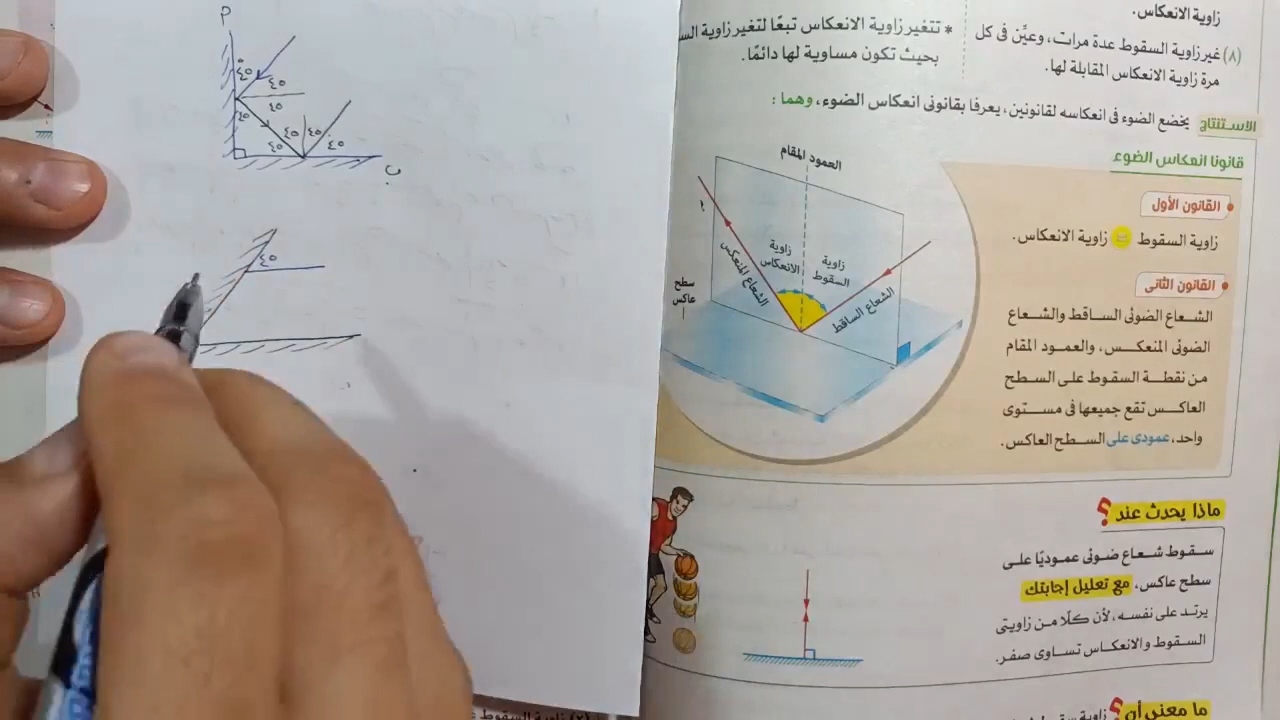 زاوية الانعكاس.
(٨) غير زاوية السقوط عدة مرات، وعيِّن فى كل
مرة زاوية الانعكاس المقابلة لها.
* تتغير زاوية الانعكاس تبعًا لتغير زاوية
بحيث تكون مساوية لها دائمًا.
الاستنتاج يخضع الضوء فى انعكاسه لقانونين، يعرفا بقانونى انعكاس الضوء، وهما :
قانونا انعكاس الضوء
القانون الأول
زاوية السقوط = زاوية الانعكاس.
القانون الثانى
الشعاع الضوئى الساقط والشعاع
الضوئى المنعكس، والعمود المقام
من نقطة السقوط على السطح
العاكس تقع جميعها فى مستوى
واحد، عمودى على السطح العاكس.
العمود المقام
زاوية السقوط
زاوية الانعكاس
الشعاع الساقط
الشعاع المنعكس
سطح عاكس
ماذا يحدث عند ؟
سقوط شعاع ضوئى عموديًا على
سطح عاكس، مع تعليل إجابتك
يرتد على نفسه، لأن كلًا من زاويتى
السقوط والانعكاس تساوى صفر.
ما معنى أن ؟
٤٥
٤٥
٤٥
٤٥
٤٥
٤٥
٤٥
٤٥
٤٥